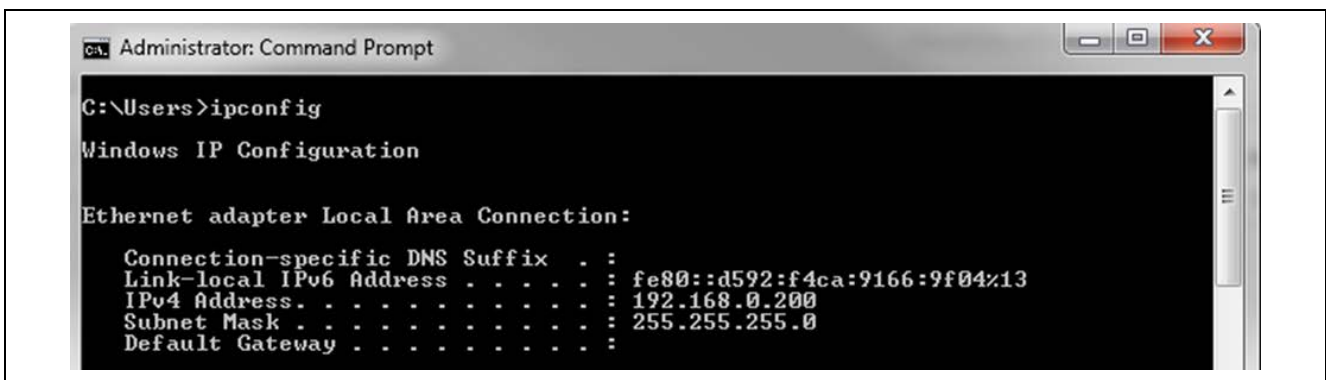 Administrator: Command Prompt
C:\Users>ipconfig
Windows IP Configuration
Ethernet adapter Local Area Connection:
Connection-specific DNS Suffix . :
Link-local IPv6 Address . . . . . : fe80::d592:f4ca:9166:9f04%13
IPv4 Address. . . . . . . . . . . : 192.168.0.200
Subnet Mask . . . . . . . . . . . : 255.255.255.0
Default Gateway . . . . . . . . . :